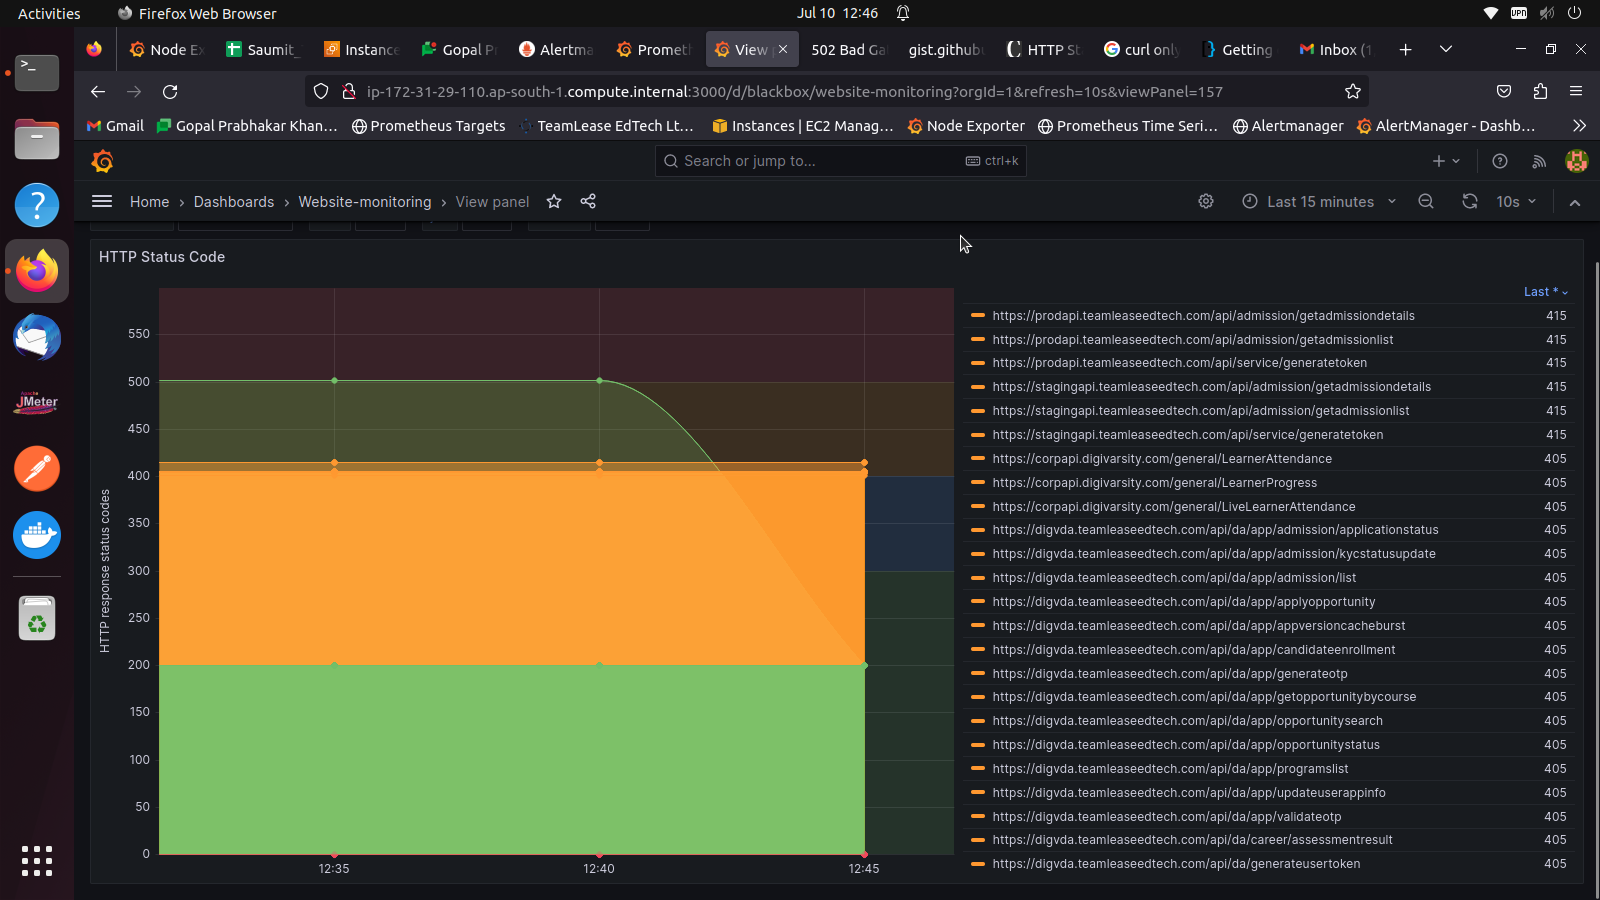 Activities
Firefox Web Browser
Jul 10 12:46
VPN
Node Ex
Saumit_
Instance
Gopal Pr
Alertma
Prometh
View
502 Bad Ga
gist.github
HTTP St
curl only
Getting
Inbox (1
ip-172-31-29-110.ap-south-1.compute.internal:3000/d/blackbox/website-monitoring?orgId=1&refresh=10s&viewPanel=157
Gmail
Gopal Prabhakar Khan...
Prometheus Targets
TeamLease EdTech Lt...
Instances | EC2 Manag...
Node Exporter
Prometheus Time Seri...
Alertmanager
AlertManager - Dashb...
Search or jump to...
ctrl+k
Home › Dashboards › Website-monitoring › View panel
Last 15 minutes
10s
HTTP Status Code
HTTP response status codes
550
500
450
400
350
300
250
200
150
100
50
0
12:35
12:40
12:45
Last *
https://prodapi.teamleaseedtech.com/api/admission/getadmissiondetails 415
https://prodapi.teamleaseedtech.com/api/admission/getadmissionlist 415
https://prodapi.teamleaseedtech.com/api/service/generatetoken 415
https://stagingapi.teamleaseedtech.com/api/admission/getadmissiondetails 415
https://stagingapi.teamleaseedtech.com/api/admission/getadmissionlist 415
https://stagingapi.teamleaseedtech.com/api/service/generatetoken 415
https://corpapi.digivarsity.com/general/LearnerAttendance 405
https://corpapi.digivarsity.com/general/LearnerProgress 405
https://corpapi.digivarsity.com/general/LiveLearnerAttendance 405
https://digvda.teamleaseedtech.com/api/da/app/admission/applicationstatus 405
https://digvda.teamleaseedtech.com/api/da/app/admission/kycstatusupdate 405
https://digvda.teamleaseedtech.com/api/da/app/admission/list 405
https://digvda.teamleaseedtech.com/api/da/app/applyopportunity 405
https://digvda.teamleaseedtech.com/api/da/app/appversioncacheburst 405
https://digvda.teamleaseedtech.com/api/da/app/candidateenrollment 405
https://digvda.teamleaseedtech.com/api/da/app/generateotp 405
https://digvda.teamleaseedtech.com/api/da/app/getopportunitybycourse 405
https://digvda.teamleaseedtech.com/api/da/app/opportunitysearch 405
https://digvda.teamleaseedtech.com/api/da/app/opportunitystatus 405
https://digvda.teamleaseedtech.com/api/da/app/programslist 405
https://digvda.teamleaseedtech.com/api/da/app/updateuserappinfo 405
https://digvda.teamleaseedtech.com/api/da/app/validateotp 405
https://digvda.teamleaseedtech.com/api/da/career/assessmentresult 405
https://digvda.teamleaseedtech.com/api/da/generateusertoken 405
APACHE
JMeter